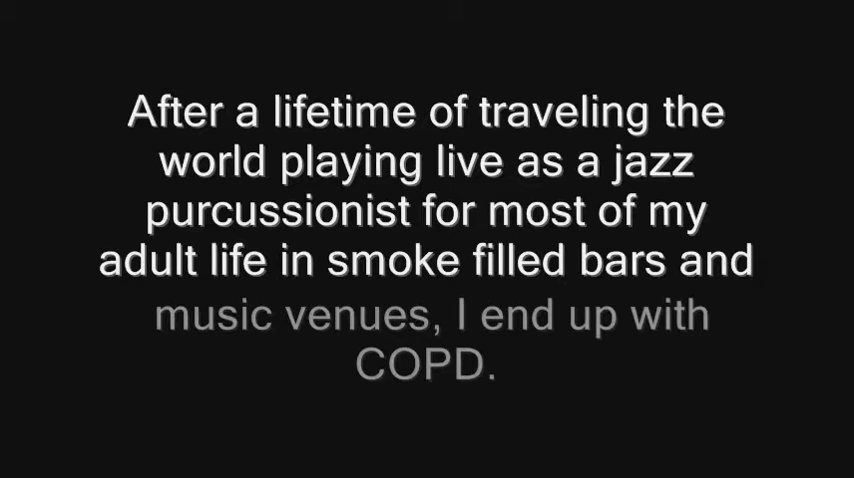 After a lifetime of traveling the
world playing live as a jazz
purcussionist for most of my
adult life in smoke filled bars and
music venues, I end up with
COPD.